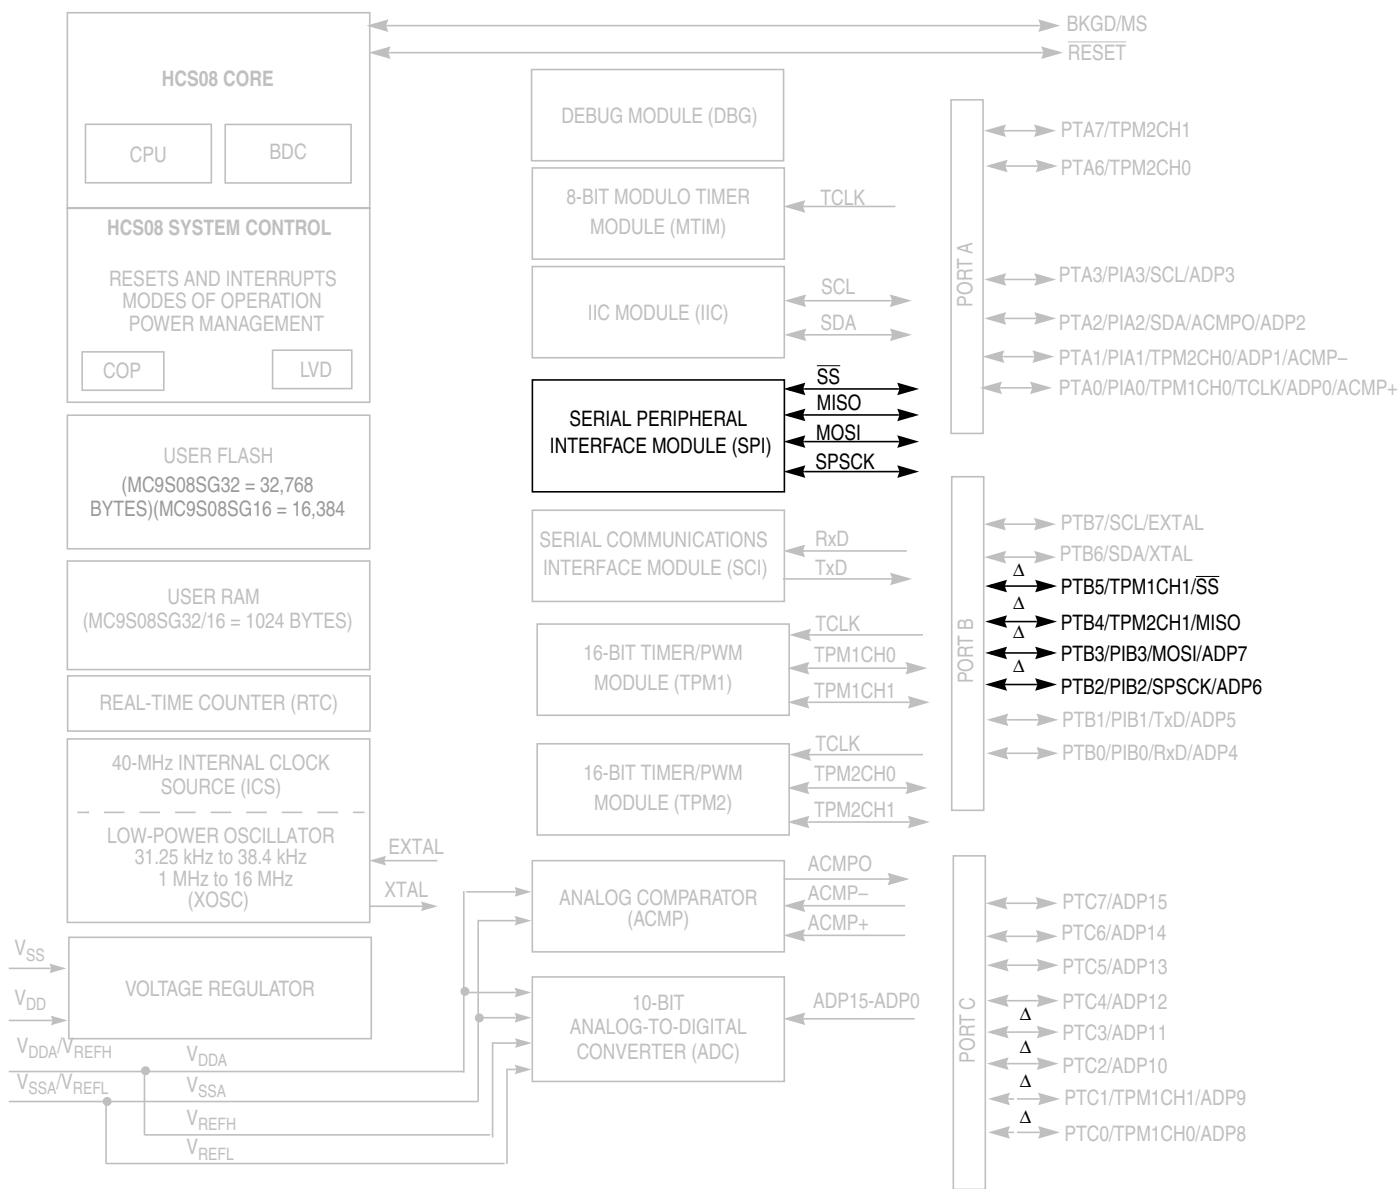 BKGD/MS
RESET
HCS08 CORE
CPU
BDC
HCS08 SYSTEM CONTROL
RESETS AND INTERRUPTS
MODES OF OPERATION
POWER MANAGEMENT
COP
LVD
USER FLASH
(MC9S08SG32 = 32,768
BYTES)(MC9S08SG16 = 16,384
USER RAM
(MC9S08SG32/16 = 1024 BYTES)
REAL-TIME COUNTER (RTC)
40-MHz INTERNAL CLOCK
SOURCE (ICS)
LOW-POWER OSCILLATOR
31.25 kHz to 38.4 kHz
1 MHz to 16 MHz
(XOSC)
EXTAL
XTAL
VSS
VDD
VOLTAGE REGULATOR
VDDA/VREFH
VSSA/VREFL
VDDA
VSSA
VREFH
VREFL
DEBUG MODULE (DBG)
8-BIT MODULO TIMER
MODULE (MTIM)
TCLK
IIC MODULE (IIC)
SCL
SDA
SERIAL PERIPHERAL
INTERFACE MODULE (SPI)
SS
MISO
MOSI
SPSCK
SERIAL COMMUNICATIONS
INTERFACE MODULE (SCI)
RxD
TxD
16-BIT TIMER/PWM
MODULE (TPM1)
TCLK
TPM1CH0
TPM1CH1
16-BIT TIMER/PWM
MODULE (TPM2)
TCLK
TPM2CH0
TPM2CH1
ANALOG COMPARATOR
(ACMP)
ACMPO
ACMP–
ACMP+
10-BIT
ANALOG-TO-DIGITAL
CONVERTER (ADC)
ADP15-ADP0
PORT A
PTA7/TPM2CH1
PTA6/TPM2CH0
PTA3/PIA3/SCL/ADP3
PTA2/PIA2/SDA/ACMPO/ADP2
PTA1/PIA1/TPM2CH0/ADP1/ACMP–
PTA0/PIA0/TPM1CH0/TCLK/ADP0/ACMP+
PORT B
PTB7/SCL/EXTAL
PTB6/SDA/XTAL
Δ
PTB5/TPM1CH1/SS
Δ
PTB4/TPM2CH1/MISO
Δ
PTB3/PIB3/MOSI/ADP7
Δ
PTB2/PIB2/SPSCK/ADP6
PTB1/PIB1/TxD/ADP5
PTB0/PIB0/RxD/ADP4
PORT C
PTC7/ADP15
PTC6/ADP14
PTC5/ADP13
PTC4/ADP12
Δ
PTC3/ADP11
Δ
PTC2/ADP10
Δ
PTC1/TPM1CH1/ADP9
Δ
PTC0/TPM1CH0/ADP8